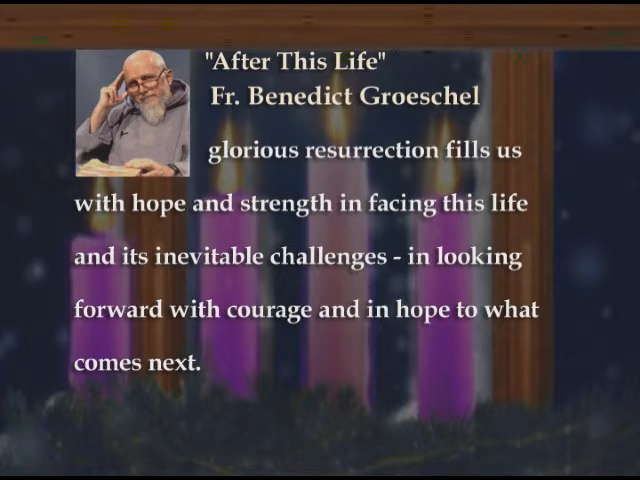 "After This Life"
Fr. Benedict Groeschel
glorious resurrection fills us
with hope and strength in facing this life
and its inevitable challenges - in looking
forward with courage and in hope to what
comes next.